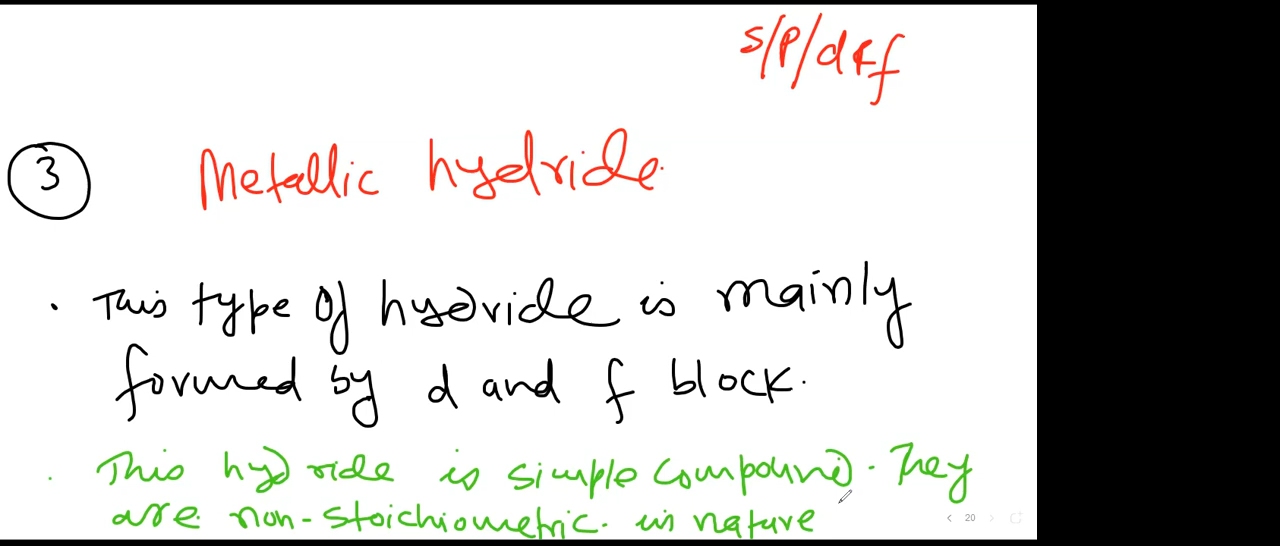 s/p/d & f
3 Metallic hydride.
. This type of hydride is mainly
formed by d and f block.
. This hydride is simple compound. They
are non-stoichiometric. in nature
< 20 >